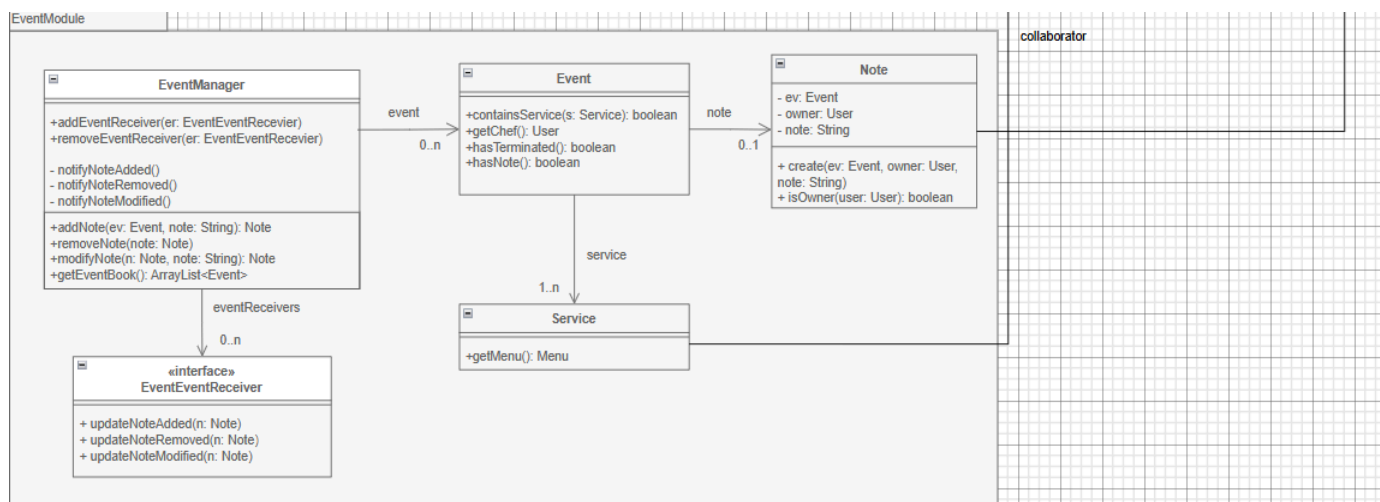 EventModule
collaborator
EventManager
+addEventReceiver(er: EventEventRecevier)
+removeEventReceiver(er: EventEventRecevier)
- notifyNoteAdded()
- notifyNoteRemoved()
- notifyNoteModified()
+addNote(ev: Event, note: String): Note
+removeNote(note: Note)
+modifyNote(n: Note, note: String): Note
+getEventBook(): ArrayList<Event>
event
0..n
Event
+containsService(s: Service): boolean
+getChef(): User
+hasTerminated(): boolean
+hasNote(): boolean
note
0..1
Note
- ev: Event
- owner: User
- note: String
+ create(ev: Event, owner: User,
note: String)
+ isOwner(user: User): boolean
service
1..n
Service
+getMenu(): Menu
eventReceivers
0..n
«interface»
EventEventReceiver
+ updateNoteAdded(n: Note)
+ updateNoteRemoved(n: Note)
+ updateNoteModified(n: Note)